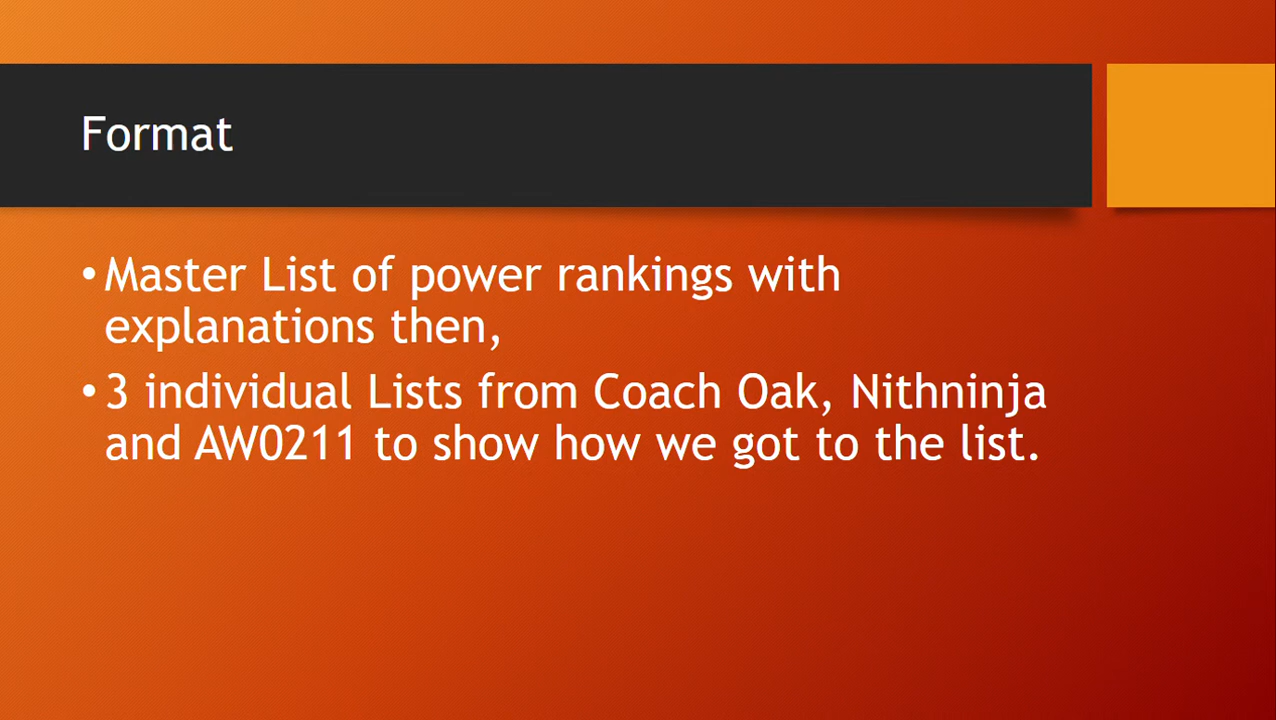 Format
•Master List of power rankings with
explanations then,
•3 individual Lists from Coach Oak, Nithninja
and AW0211 to show how we got to the list.